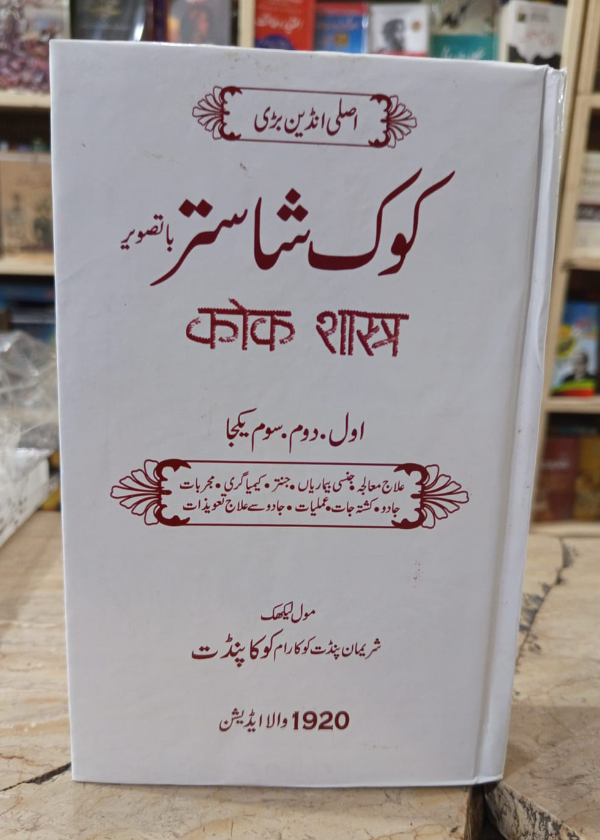 اصلی انڈین بڑی
کوک شاستر باتصویر
कोक शास्त्र
اول۔دوم۔سوم یکجا
علاج معالجہ جنسی بیماریاں • جنتر • کیمیا گری • مجربات
جادو • کشتہ جات • عملیات • جادو سے علاج تعویذات
مول لیکھک
شریمان پنڈت کوکا رام کوکا پنڈت
1920 والا ایڈیشن